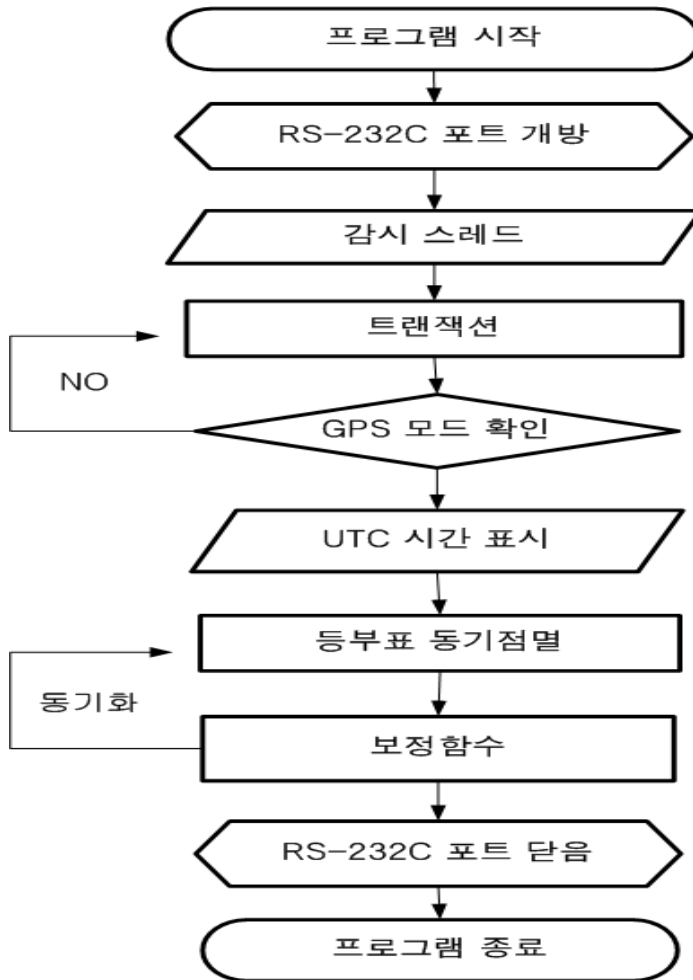 프로그램 시작
RS-232C 포트 개방
감시 스레드
트랜잭션
NO
GPS 모드 확인
UTC 시간 표시
등부표 동기점멸
동기화
보정함수
RS-232C 포트 닫음
프로그램 종료